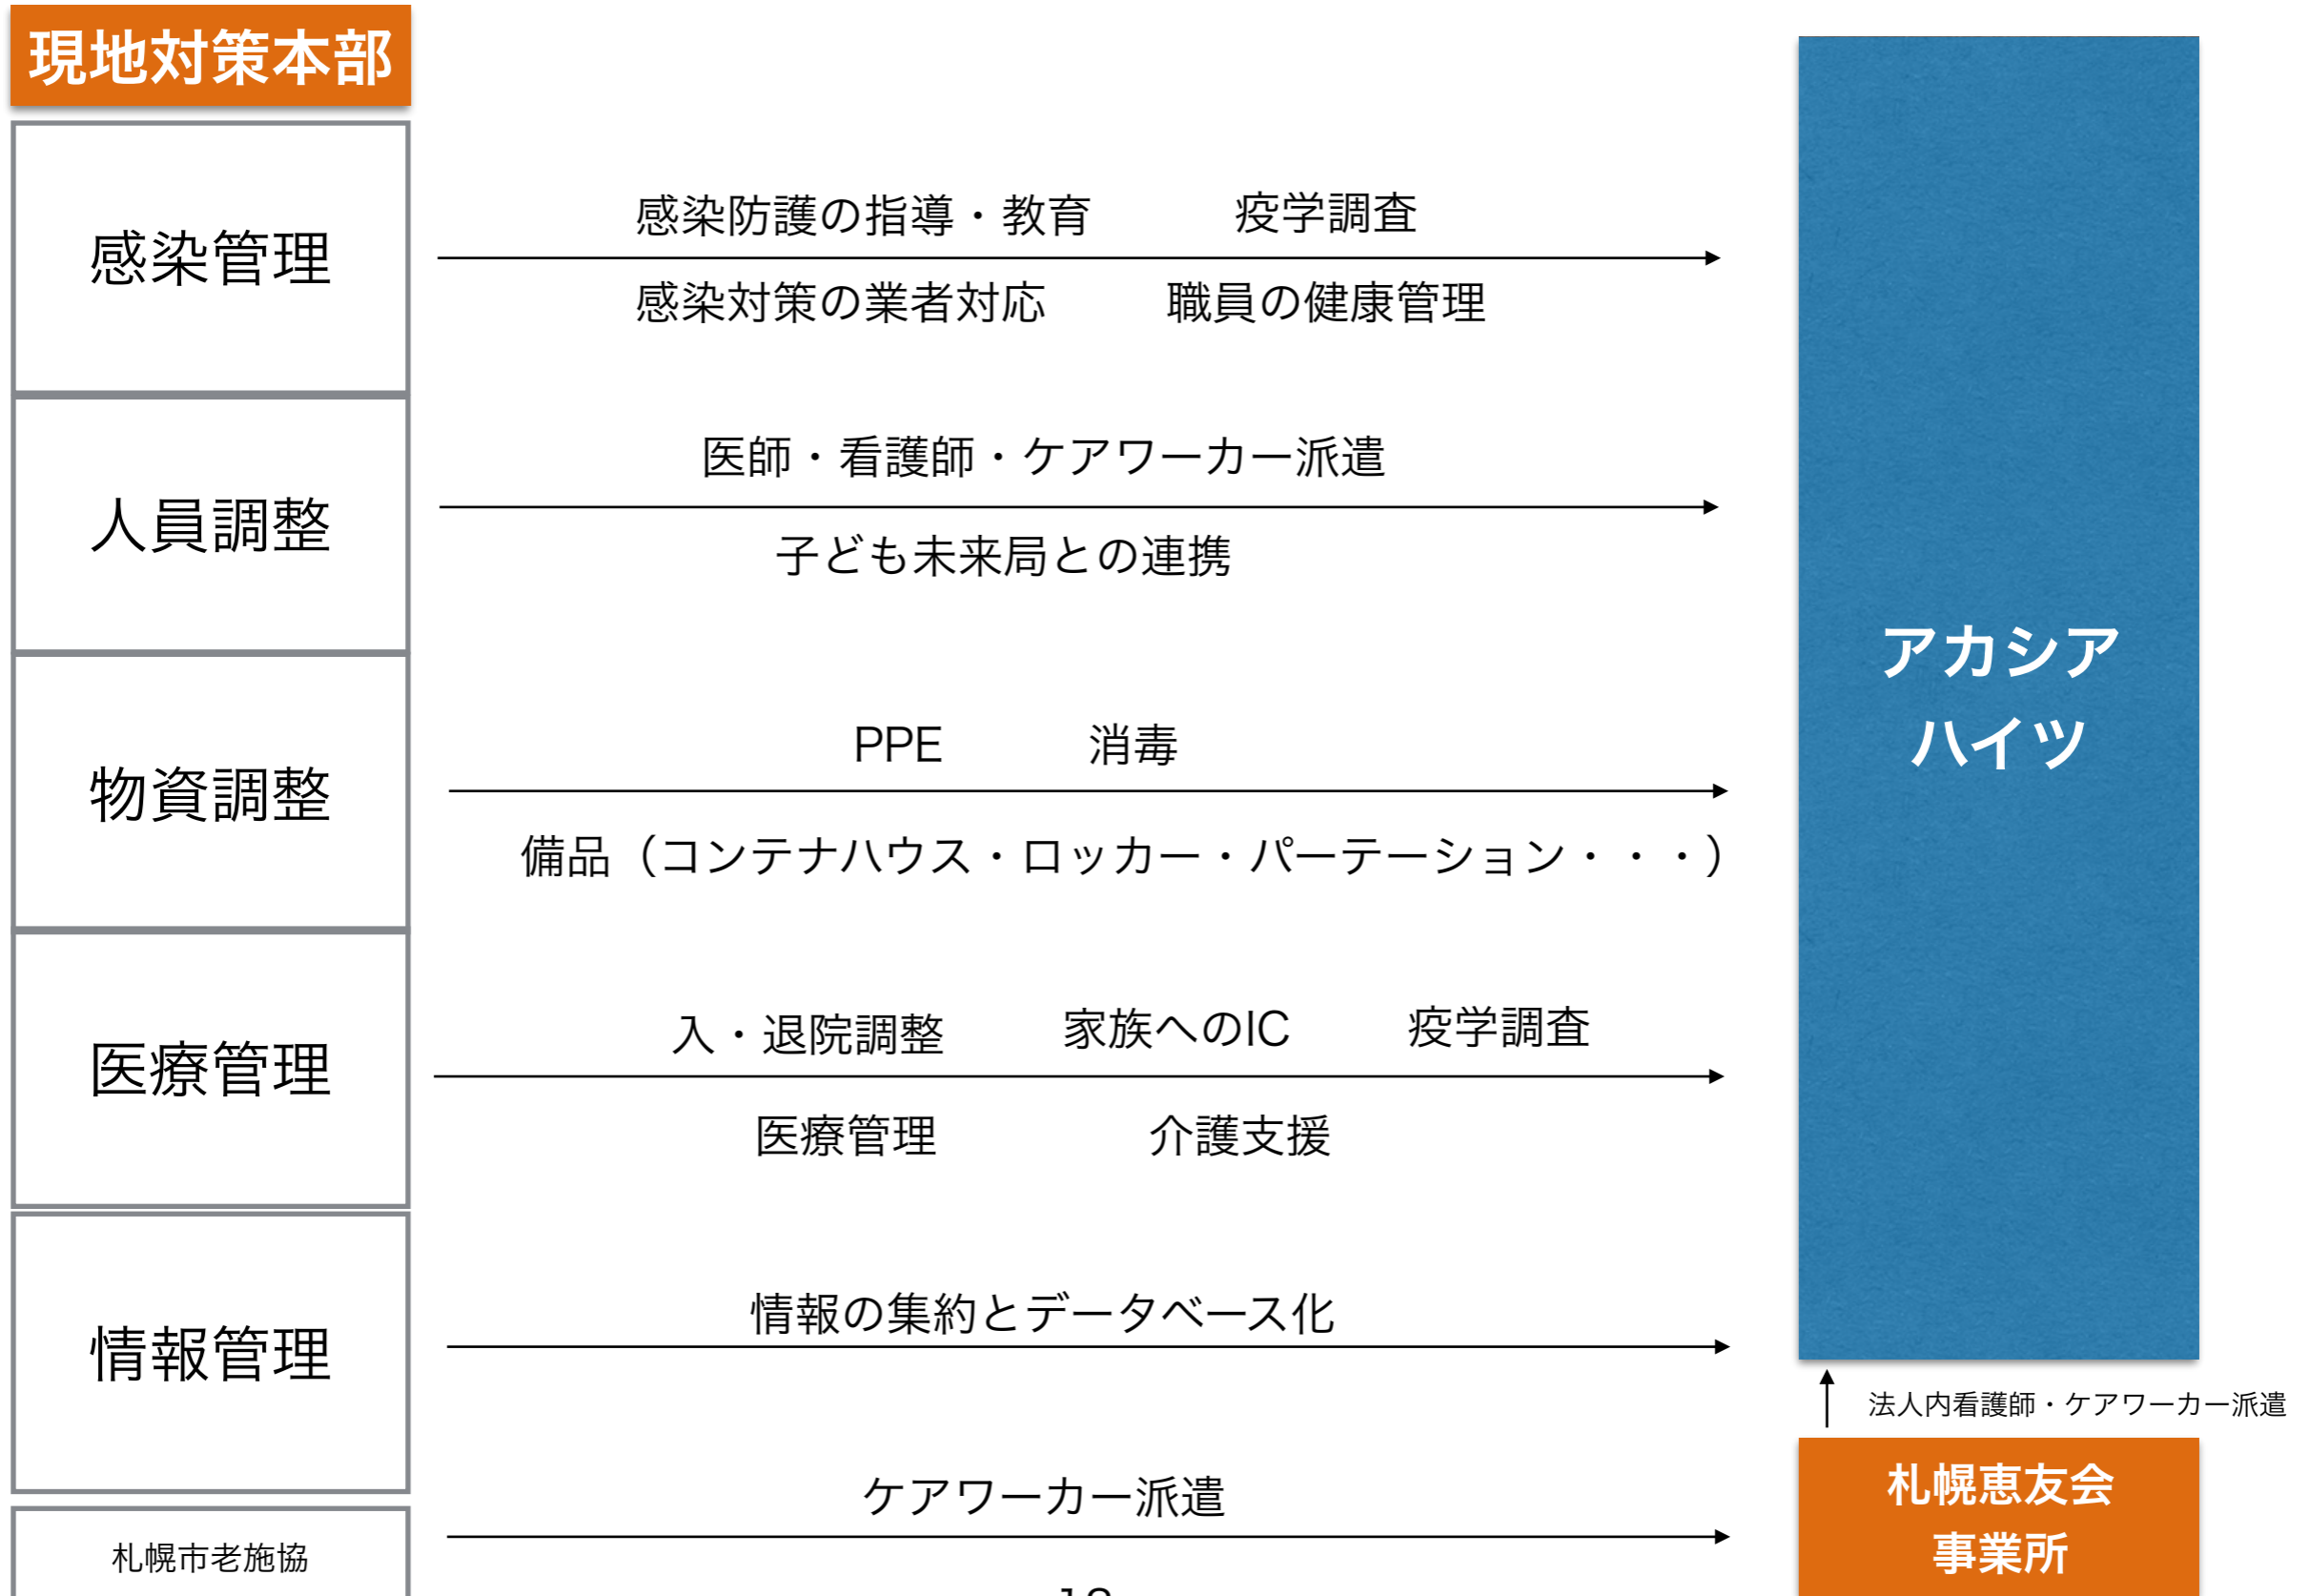 現地対策本部
感染管理
感染防護の指導・教育
疫学調査
感染対策の業者対応
職員の健康管理
人員調整
医師・看護師・ケアワーカー派遣
子ども未来局との連携
物資調整
PPE
消毒
備品（コンテナハウス・ロッカー・パーテーション・・・）
医療管理
入・退院調整
家族へのIC
疫学調査
医療管理
介護支援
情報管理
情報の集約とデータベース化
札幌市老施協
ケアワーカー派遣
アカシア
ハイツ
法人内看護師・ケアワーカー派遣
札幌恵友会
事業所